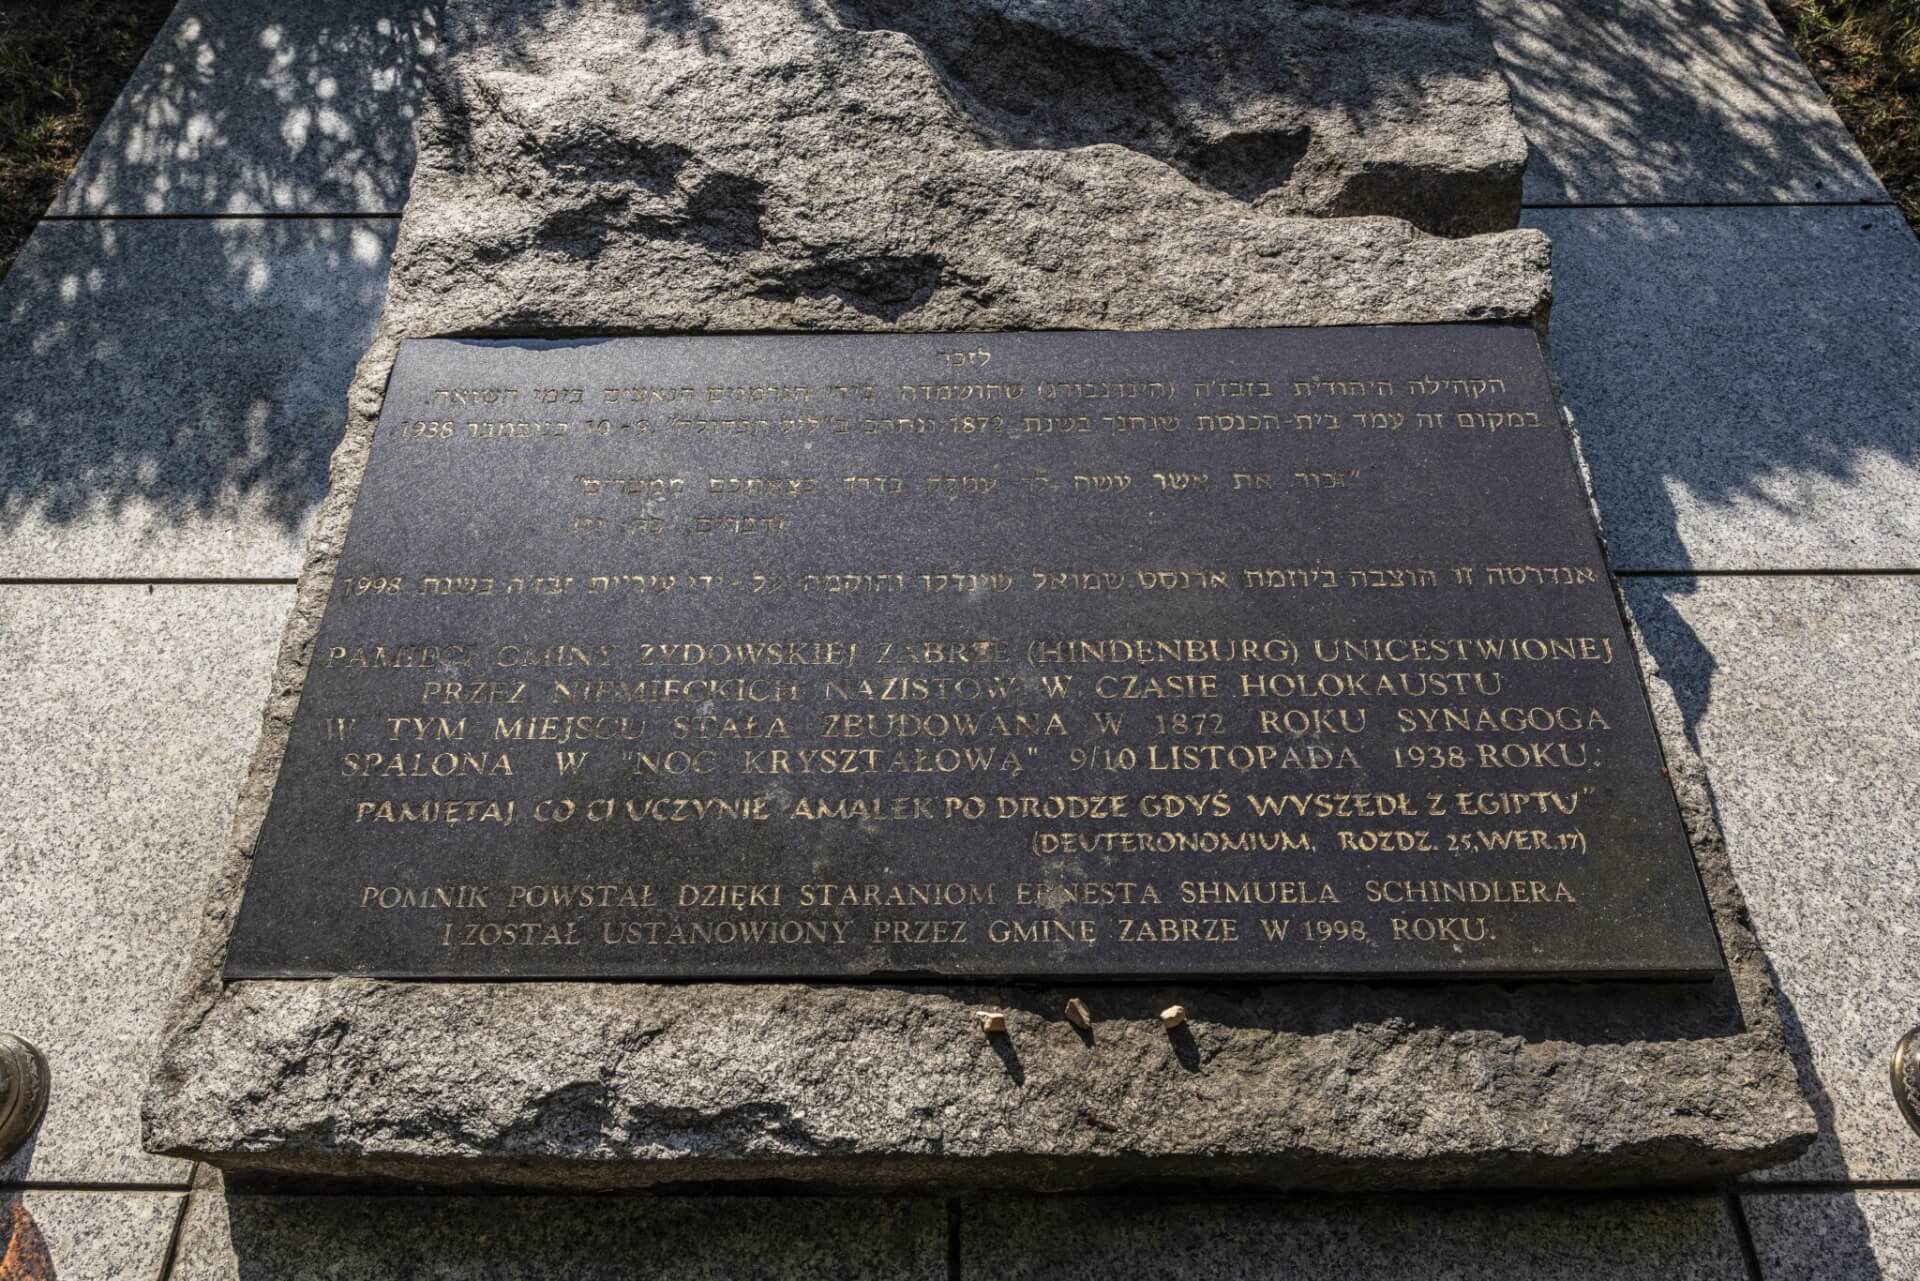 לזכר
הקהילה היהודית בזבז'ה (הינדנבורג) שהושמדה בידי הגרמנים הנאצים בימי השואה.
במקום זה עמד בית-הכנסת שנחנך בשנת 1872 ונחרב ב"ליל הבדולח" 9 - 10 בנובמבר 1938.
"זכור את אשר עשה לך עמלק בדרך בצאתכם ממצרים"
אנדרטה זו הוצבה ביוזמת ארנסט שמואל שינדלר והוקמה על - ידי עיריית זבז'ה בשנת 1998
PAMIĘCI GMINY ŻYDOWSKIEJ ZABRZE (HINDENBURG) UNICESTWIONEJ
PRZEZ NIEMIECKICH NAZISTÓW W CZASIE HOLOKAUSTU
W TYM MIEJSCU STAŁA ZBUDOWANA W 1872 ROKU SYNAGOGA
SPALONA W "NOC KRYSZTAŁOWĄ" 9/10 LISTOPADA 1938 ROKU.
PAMIĘTAJ, CO CI UCZYNIŁ AMALEK PO DRODZE GDYŚ WYSZEDŁ Z EGIPTU"
(DEUTERONOMIUM, ROZDZ. 25, WER. 17)
POMNIK POWSTAŁ DZIĘKI STARANIOM ERNESTA SHMUELA SCHINDLERA
I ZOSTAŁ USTANOWIONY PRZEZ GMINĘ ZABRZE W 1998 ROKU.